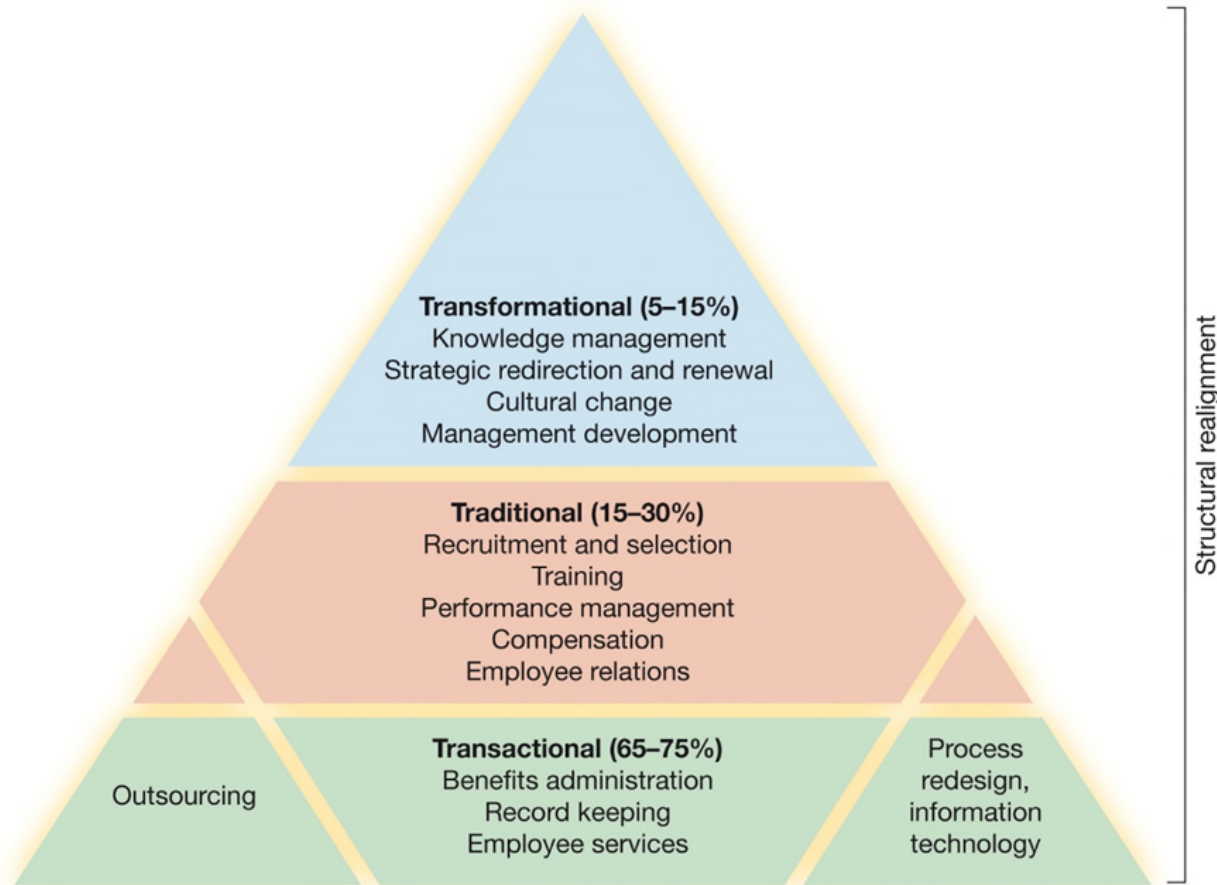 Transformational (5–15%)
Knowledge management
Strategic redirection and renewal
Cultural change
Management development
Traditional (15–30%)
Recruitment and selection
Training
Performance management
Compensation
Employee relations
Outsourcing
Transactional (65–75%)
Benefits administration
Record keeping
Employee services
Process
redesign,
information
technology
Structural realignment